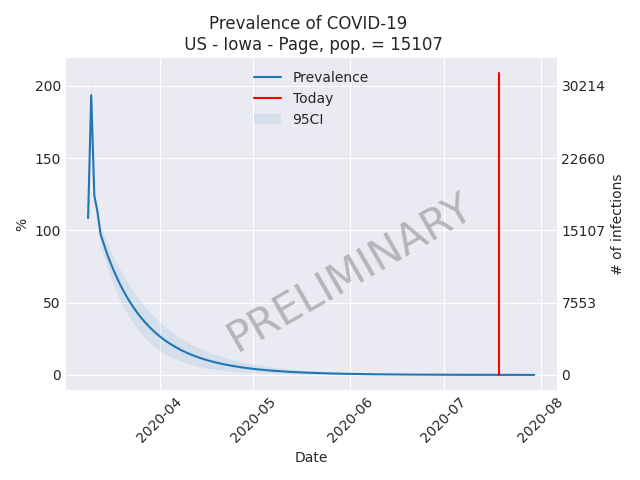 Prevalence of COVID-19
US - Iowa - Page, pop. = 15107
Prevalence
Today
95CI
200
150
100
50
0
%
30214
22660
15107
7553
0
# of infections
PRELIMINARY
2020-04
2020-05
2020-06
2020-07
2020-08
Date